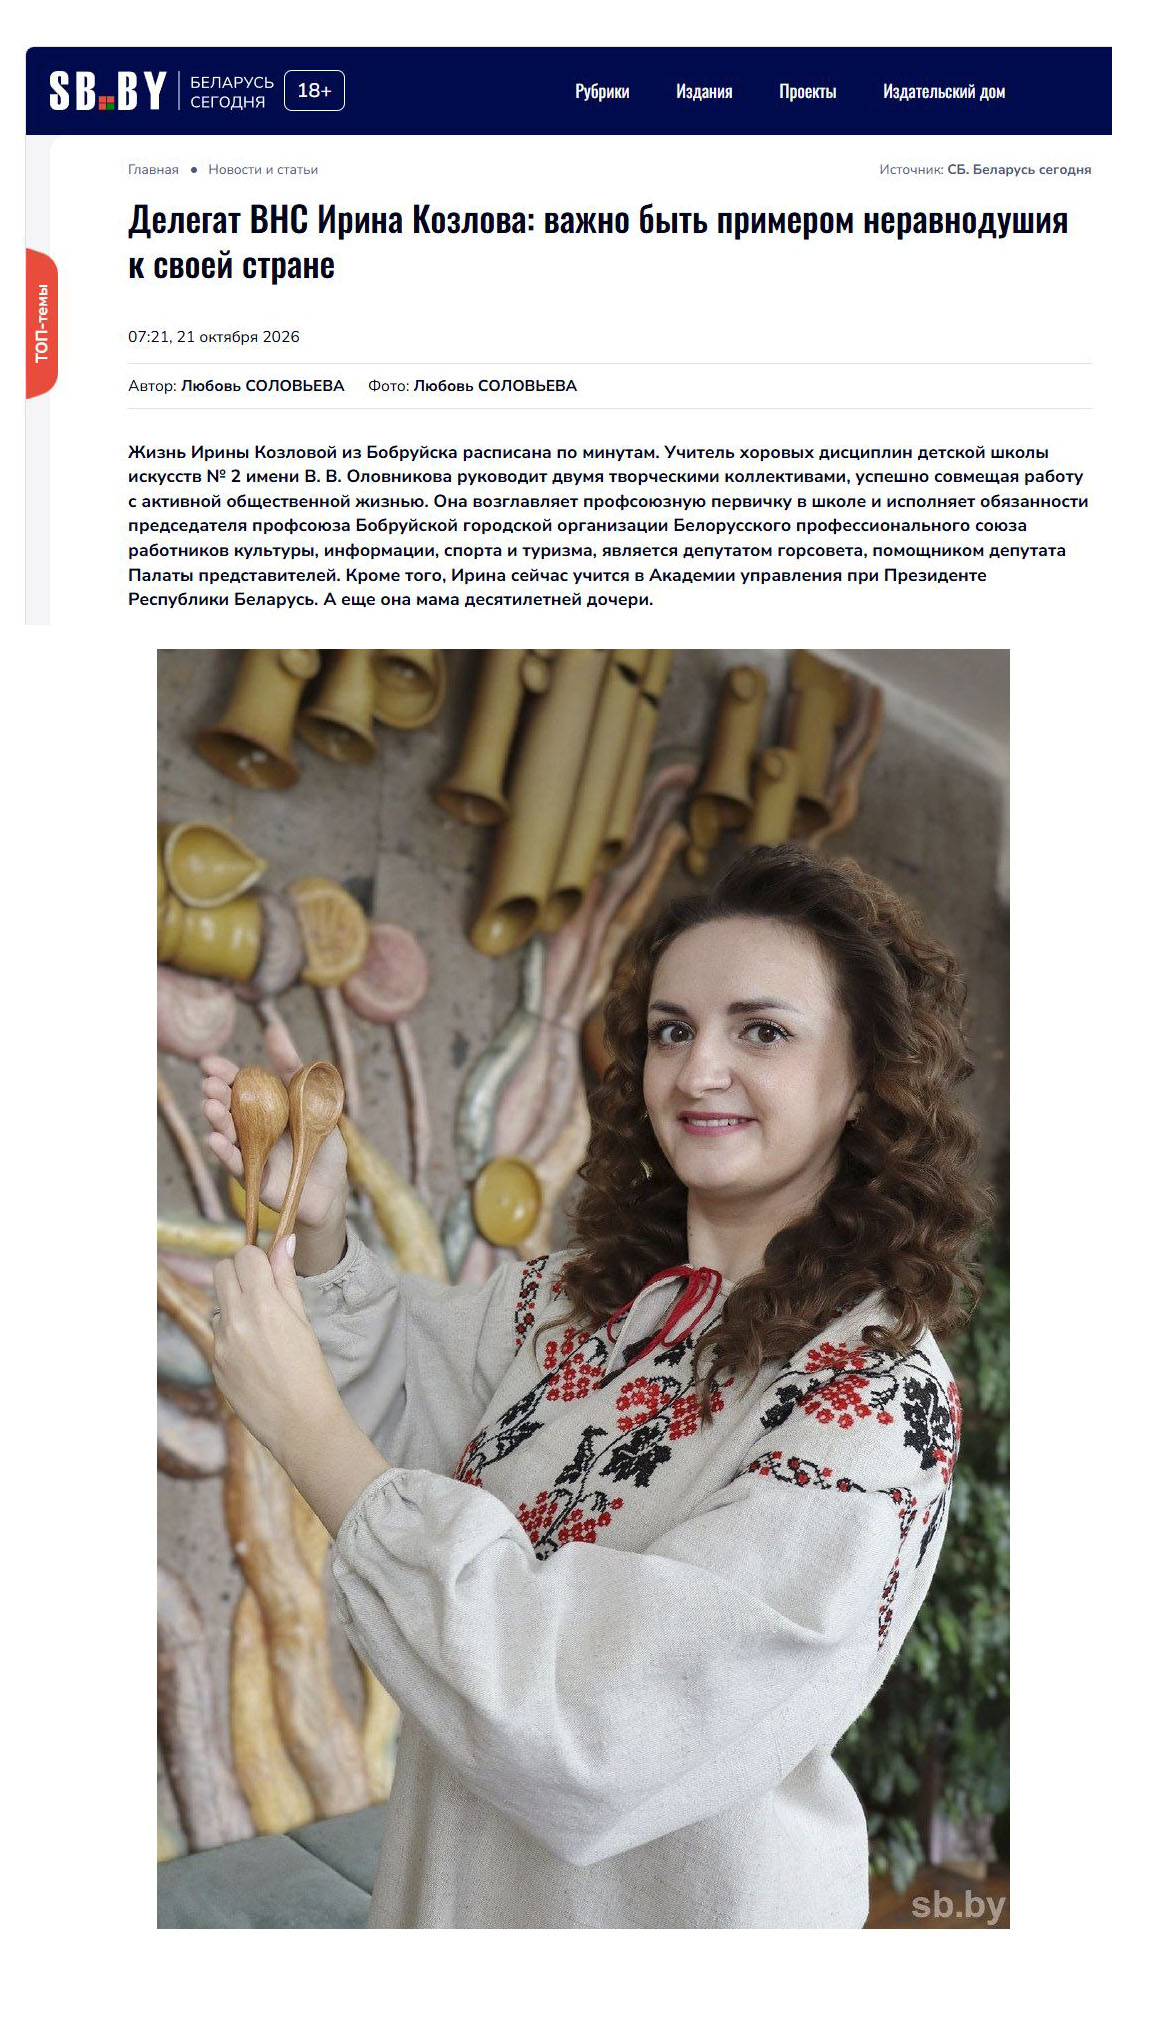 SB.BY БЕЛАРУСЬ СЕГОДНЯ 18+ Рубрики Издания Проекты Издательский дом
Главная • Новости и статьи Источник: СБ. Беларусь сегодня
Делегат ВНС Ирина Козлова: важно быть примером неравнодушия
к своей стране
ТОП-темы
07:21, 21 октября 2026
Автор: Любовь СОЛОВЬЕВА Фото: Любовь СОЛОВЬЕВА
Жизнь Ирины Козловой из Бобруйска расписана по минутам. Учитель хоровых дисциплин детской школы
искусств № 2 имени В. В. Оловникова руководит двумя творческими коллективами, успешно совмещая работу
с активной общественной жизнью. Она возглавляет профсоюзную первичку в школе и исполняет обязанности
председателя профсоюза Бобруйской городской организации Белорусского профессионального союза
работников культуры, информации, спорта и туризма, является депутатом горсовета, помощником депутата
Палаты представителей. Кроме того, Ирина сейчас учится в Академии управления при Президенте
Республики Беларусь. А еще она мама десятилетней дочери.
sb.by